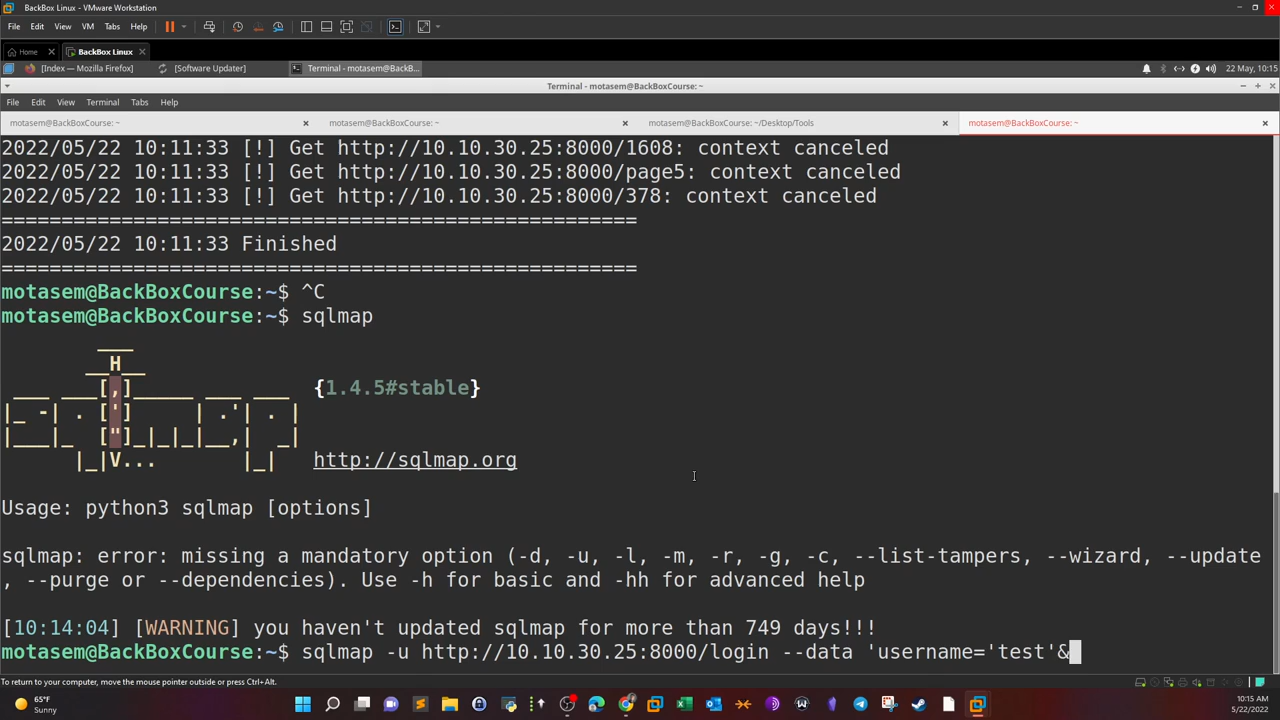 BackBox Linux - VMware Workstation
File Edit View VM Tabs Help
Home BackBox Linux
[Index — Mozilla Firefox] [Software Updater] Terminal - motasem@BackB... 22 May, 10:15
Terminal - motasem@BackBoxCourse: ~
File Edit View Terminal Tabs Help
motasem@BackBoxCourse: ~ motasem@BackBoxCourse: ~ motasem@BackBoxCourse: ~/Desktop/Tools motasem@BackBoxCourse: ~
2022/05/22 10:11:33 [!] Get http://10.10.30.25:8000/1608: context canceled
2022/05/22 10:11:33 [!] Get http://10.10.30.25:8000/page5: context canceled
2022/05/22 10:11:33 [!] Get http://10.10.30.25:8000/378: context canceled
=====================================================
2022/05/22 10:11:33 Finished
=====================================================
motasem@BackBoxCourse:~$ ^C
motasem@BackBoxCourse:~$ sqlmap
        ___
       __H__
 ___ ___[,]_____ ___ ___  {1.4.5#stable}
|_ -| . [']     | .'| . |
|___|_  ["]_|_|_|__,|  _|
      |_|V...       |_|   http://sqlmap.org
Usage: python3 sqlmap [options]
sqlmap: error: missing a mandatory option (-d, -u, -l, -m, -r, -g, -c, --list-tampers, --wizard, --update
, --purge or --dependencies). Use -h for basic and -hh for advanced help
[10:14:04] [WARNING] you haven't updated sqlmap for more than 749 days!!!
motasem@BackBoxCourse:~$ sqlmap -u http://10.10.30.25:8000/login --data 'username='test'&
To return to your computer, move the mouse pointer outside or press Ctrl+Alt.
65°F
Sunny
10:15 AM
5/22/2022